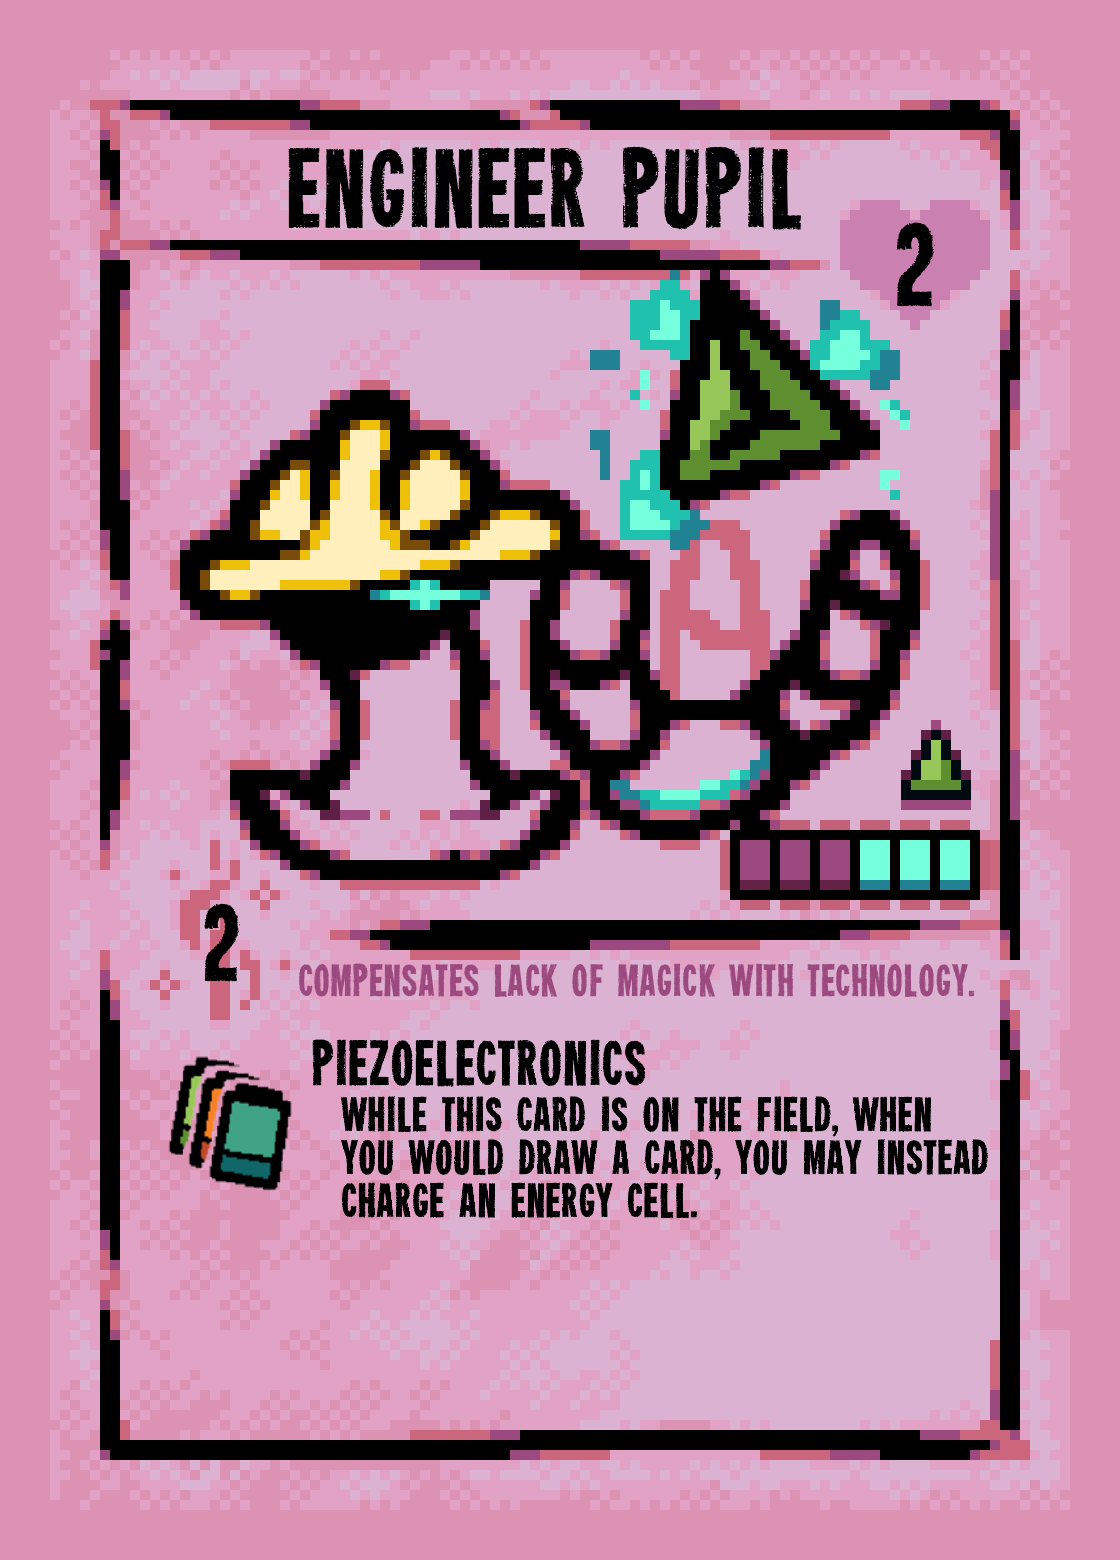 ENGINEER PUPIL
2
2
COMPENSATES LACK OF MAGICK WITH TECHNOLOGY.
PIEZOELECTRONICS
WHILE THIS CARD IS ON THE FIELD, WHEN
YOU WOULD DRAW A CARD, YOU MAY INSTEAD
CHARGE AN ENERGY CELL.